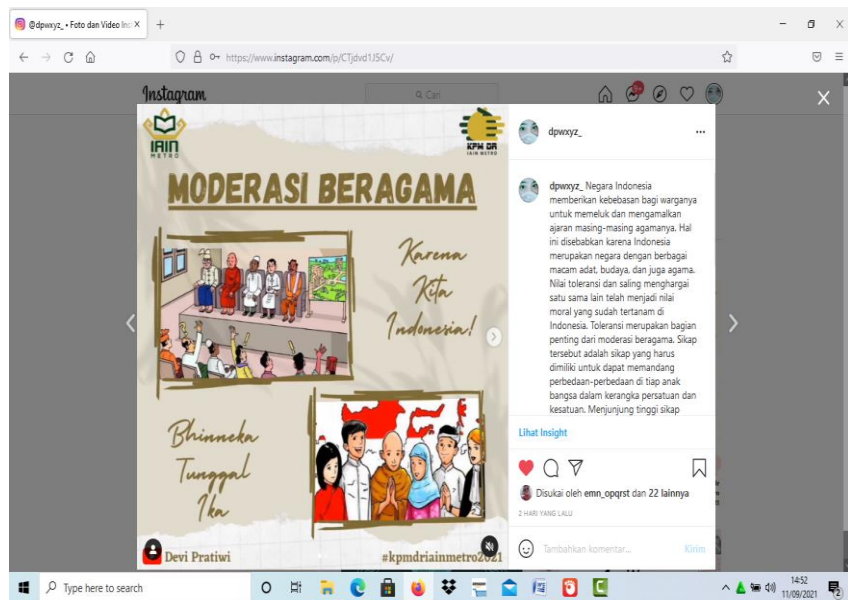 @dpwxyz_ • Foto dan Video Ins
https://www.instagram.com/p/CTjdvd1J5Cv/
Instagram
Cari
IAIN
METRO
KPM DR
IAIN METRO
MODERASI BERAGAMA
Karena
Kita
Indonesia!
Bhinneka
Tunggal
Ika
Devi Pratiwi
#kpmdriainmetro2021
dpwxyz_
dpwxyz_ Negara Indonesia
memberikan kebebasan bagi warganya
untuk memeluk dan mengamalkan
ajaran masing-masing agamanya. Hal
ini disebabkan karena Indonesia
merupakan negara dengan berbagai
macam adat, budaya, dan juga agama.
Nilai toleransi dan saling menghargai
satu sama lain telah menjadi nilai
moral yang sudah tertanam di
Indonesia. Toleransi merupakan bagian
penting dari moderasi beragama. Sikap
tersebut adalah sikap yang harus
dimiliki untuk dapat memandang
perbedaan-perbedaan di tiap anak
bangsa dalam kerangka persatuan dan
kesatuan. Menjunjung tinggi sikap
Lihat Insight
Disukai oleh emn_opqrst dan 22 lainnya
2 HARI YANG LALU
Tambahkan komentar...
Kirim
Type here to search
14:52
11/09/2021